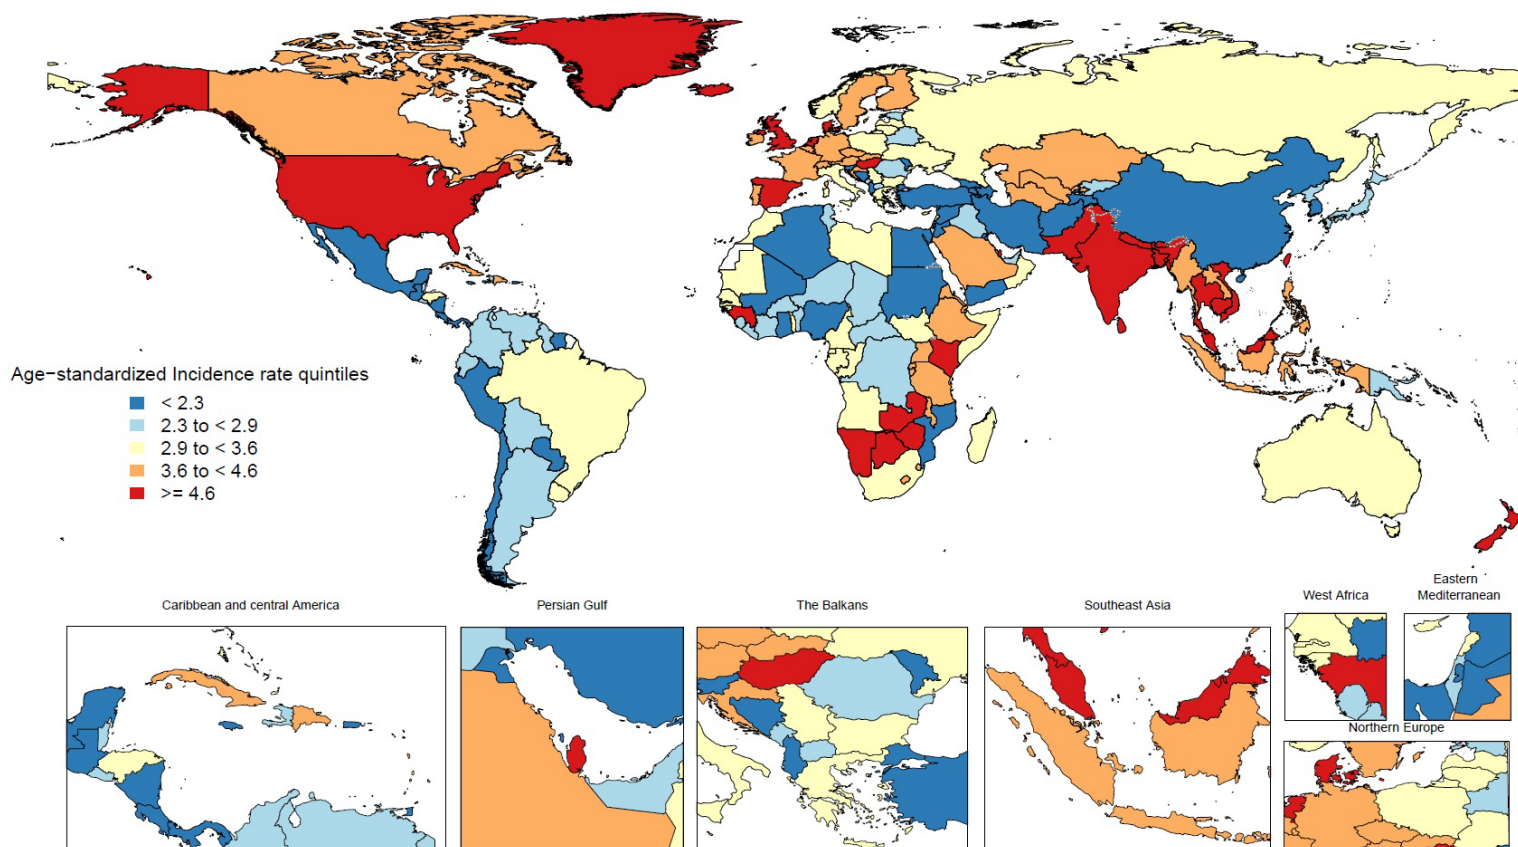 Age−standardized Incidence rate quintiles
< 2.3
2.3 to < 2.9
2.9 to < 3.6
3.6 to < 4.6
>= 4.6
Caribbean and central America
Persian Gulf
The Balkans
Southeast Asia
West Africa
Eastern
Mediterranean
Northern Europe